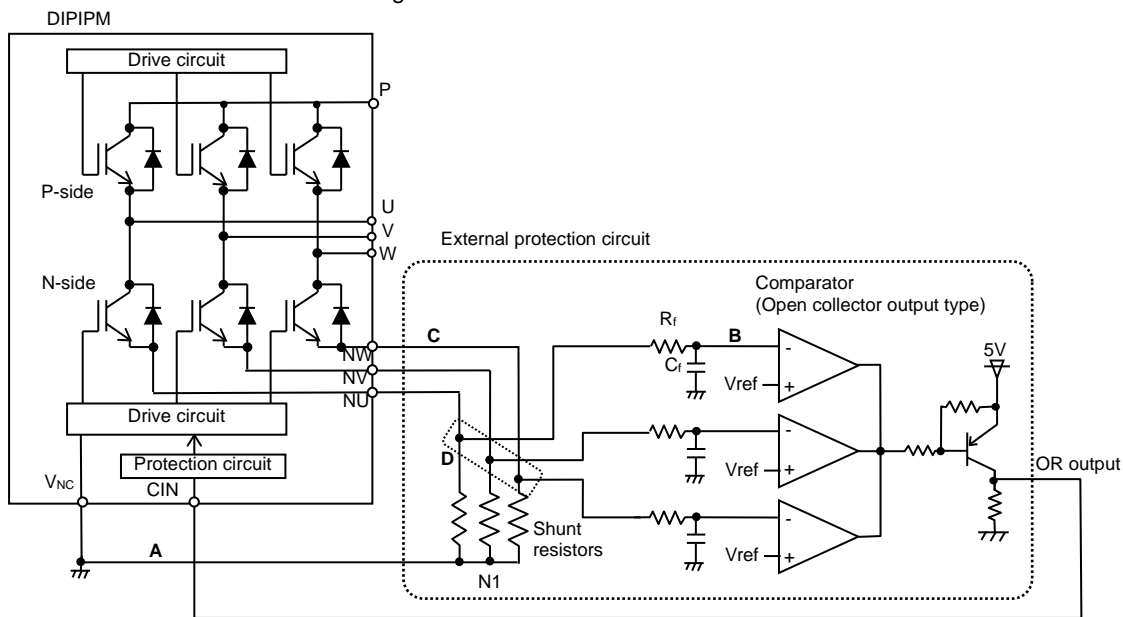 DIPIPM
Drive circuit
P
P-side
U
V
W
N-side
External protection circuit
Comparator
(Open collector output type)
Rf
C
B
Cf
5V
NW
NV
NU
Vref
-
+
Drive circuit
D
Vref
-
+
Protection circuit
OR output
VNC
CIN
Shunt
resistors
Vref
-
+
A
N1